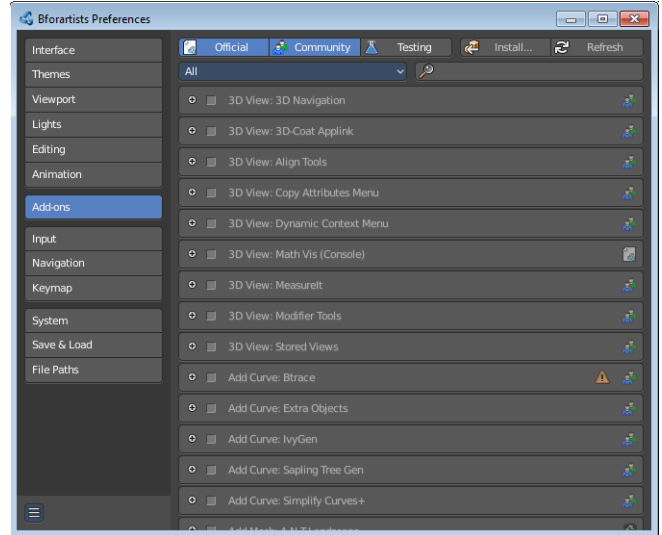 Bforartists Preferences
Interface
Themes
Viewport
Lights
Editing
Animation
Add-ons
Input
Navigation
Keymap
System
Save & Load
File Paths
Official Community Testing Install... Refresh
All
3D View: 3D Navigation
3D View: 3D-Coat Applink
3D View: Align Tools
3D View: Copy Attributes Menu
3D View: Dynamic Context Menu
3D View: Math Vis (Console)
3D View: MeasureIt
3D View: Modifier Tools
3D View: Stored Views
Add Curve: Btrace
Add Curve: Extra Objects
Add Curve: IvyGen
Add Curve: Sapling Tree Gen
Add Curve: Simplify Curves+
Add Mesh: A.N.T.Landscape